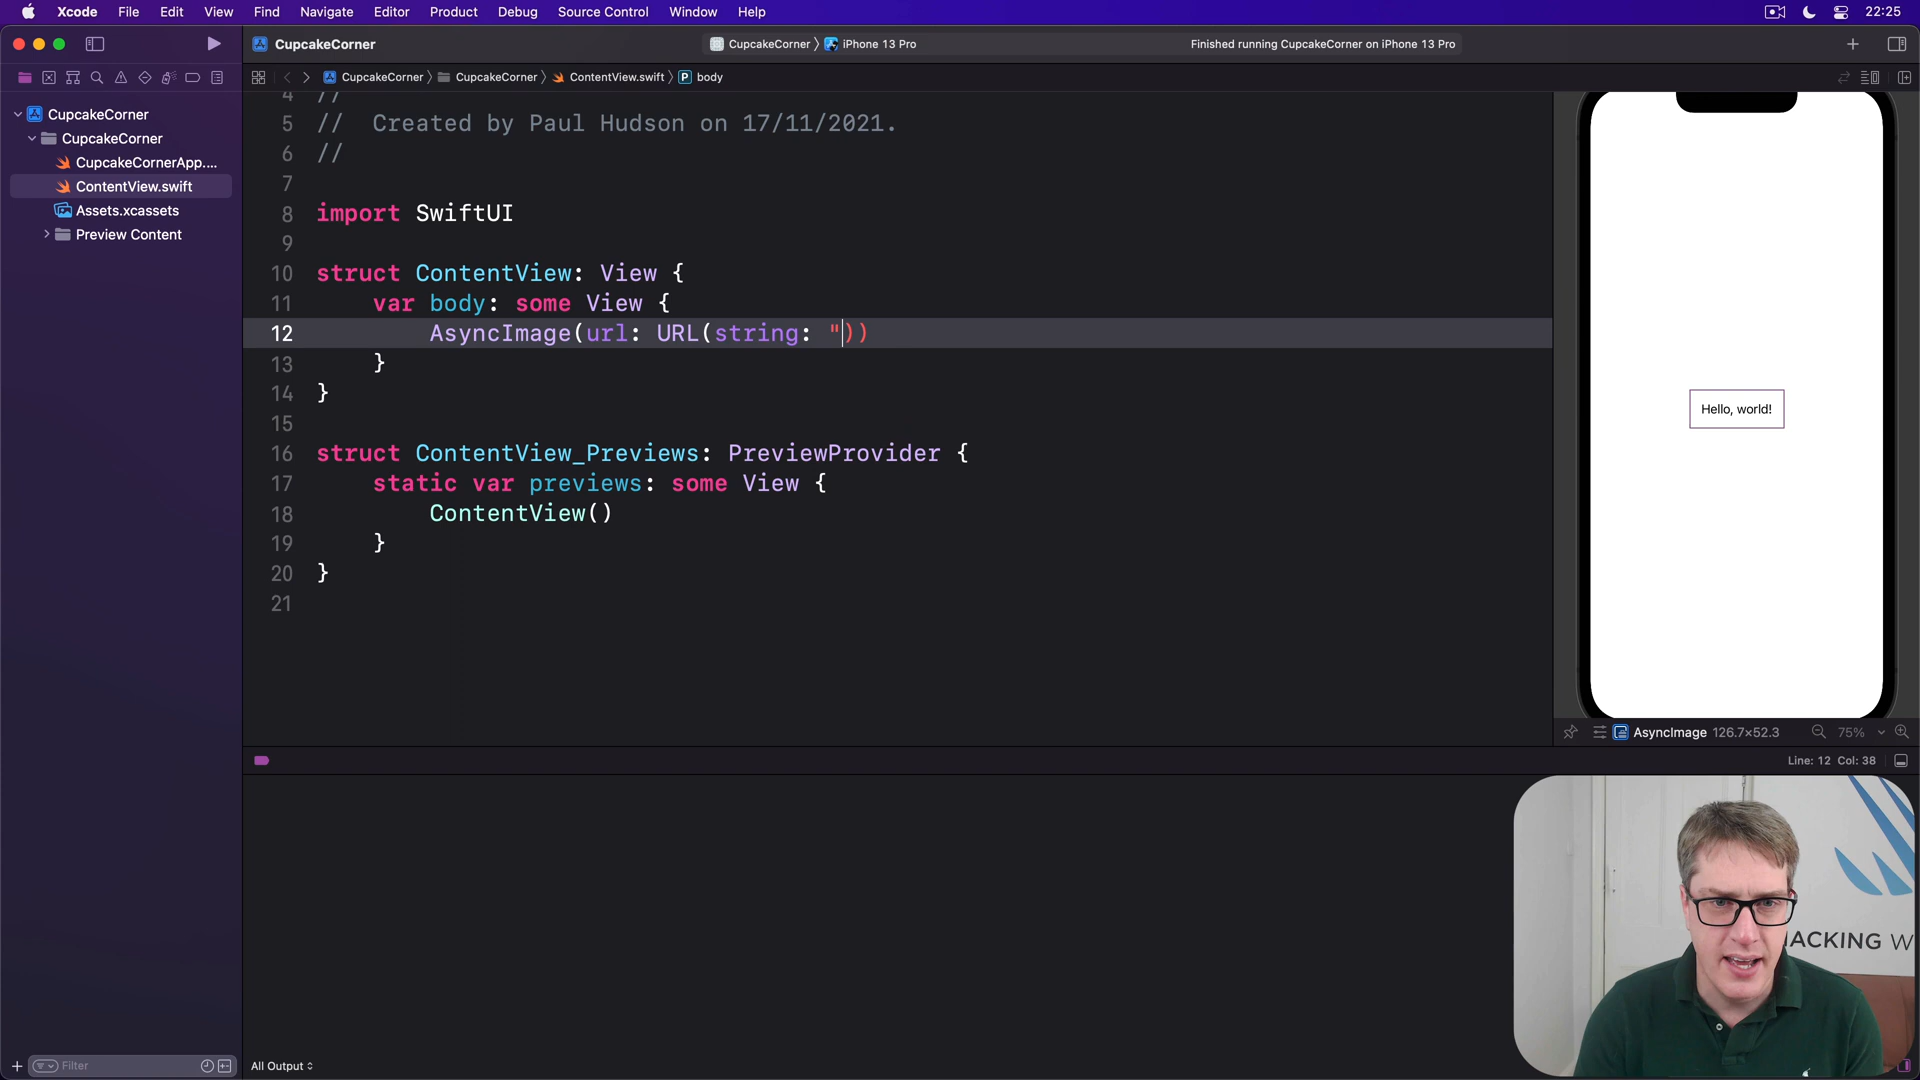 Xcode File Edit View Find Navigate Editor Product Debug Source Control Window Help 22:25
CupcakeCorner CupcakeCorner iPhone 13 Pro Finished running CupcakeCorner on iPhone 13 Pro
CupcakeCorner CupcakeCorner ContentView.swift P body
CupcakeCorner
CupcakeCorner
CupcakeCornerApp....
ContentView.swift
Assets.xcassets
Preview Content
4 //
5 //  Created by Paul Hudson on 17/11/2021.
6 //
7
8 import SwiftUI
9
10 struct ContentView: View {
11     var body: some View {
12         AsyncImage(url: URL(string: "))
13     }
14 }
15
16 struct ContentView_Previews: PreviewProvider {
17     static var previews: some View {
18         ContentView()
19     }
20 }
21
Hello, world!
AsyncImage 126.7×52.3 75%
Line: 12 Col: 38
HACKING W
Filter
All Output